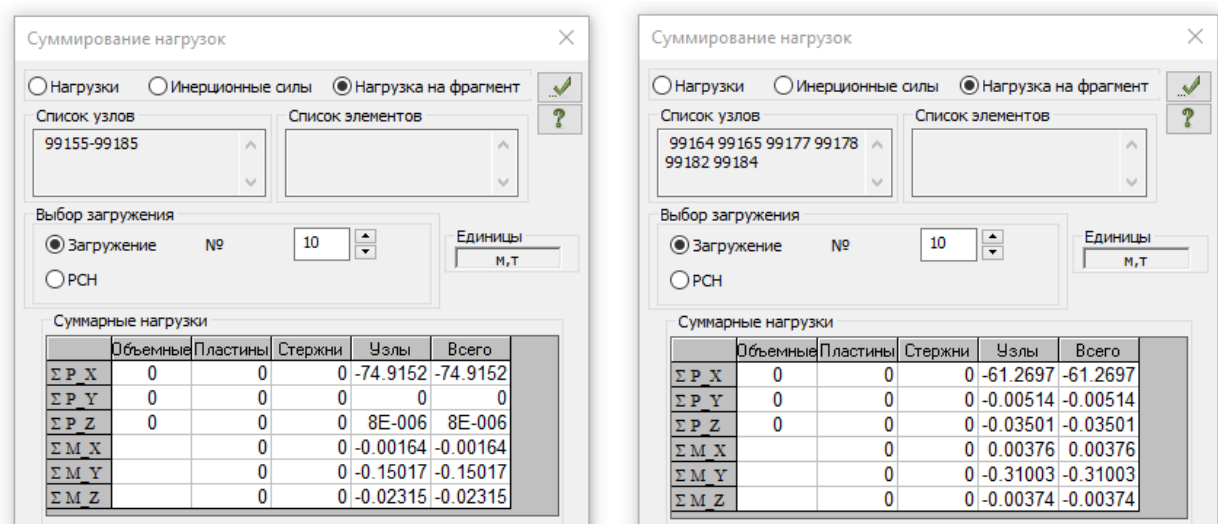 Суммирование нагрузок
Нагрузки Инерционные силы Нагрузка на фрагмент
?
Список узлов Список элементов
99155-99185
Выбор загружения
Загружение № 10
РСН
Единицы
м,т
Суммарные нагрузки
Объемные Пластины Стержни Узлы Всего
Σ P_X 0 0 0 -74.9152 -74.9152
Σ P_Y 0 0 0 0 0
Σ P_Z 0 0 0 8E-006 8E-006
Σ M_X 0 0 -0.00164 -0.00164
Σ M_Y 0 0 -0.15017 -0.15017
Σ M_Z 0 0 -0.02315 -0.02315
Суммирование нагрузок
Нагрузки Инерционные силы Нагрузка на фрагмент
?
Список узлов Список элементов
99164 99165 99177 99178
99182 99184
Выбор загружения
Загружение № 10
РСН
Единицы
м,т
Суммарные нагрузки
Объемные Пластины Стержни Узлы Всего
Σ P_X 0 0 0 -61.2697 -61.2697
Σ P_Y 0 0 0 -0.00514 -0.00514
Σ P_Z 0 0 0 -0.03501 -0.03501
Σ M_X 0 0 0.00376 0.00376
Σ M_Y 0 0 -0.31003 -0.31003
Σ M_Z 0 0 -0.00374 -0.00374